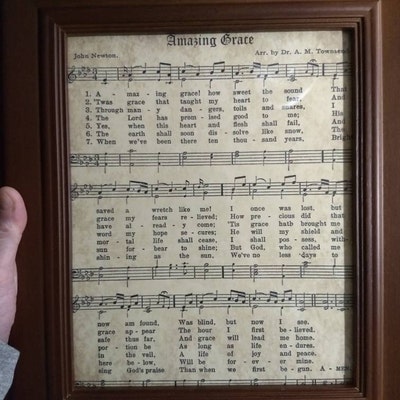 Amazing Grace
John Newton. Arr. by Dr. A. M. Townsend
1. A - maz - ing grace! how sweet the sound That
2. 'Twas grace that taught my heart to fear, And
3. Through man - y dan - gers, toils and snares, I
4. The Lord has prom - ised good to me; His
5. Yes, when this heart and flesh shall fail, And
6. The earth shall soon dis - solve like snow, The
7. When we've been there ten thou - sand years, Brigh
saved a wretch like me! I once was lost, but
grace my fears re - lieved; How pre - cious did that
have al - read - y come; 'Tis grace hath brought me
word my hope se - cures; He will my shield and
mor - tal life shall cease, I shall pos - sess, with
sun for - bear to shine; But God, who called me
shin - ing as the sun. We've no less days to
now am found, Was blind, but now I see.
grace ap - pear The hour I first be - lieved.
safe thus far, And grace will lead me home.
por - tion be As long as life en - dures.
in the veil, A life of joy and peace.
here be - low, Will be for - ev - er mine.
sing God's praise Than when we first be - gun. A - MEN